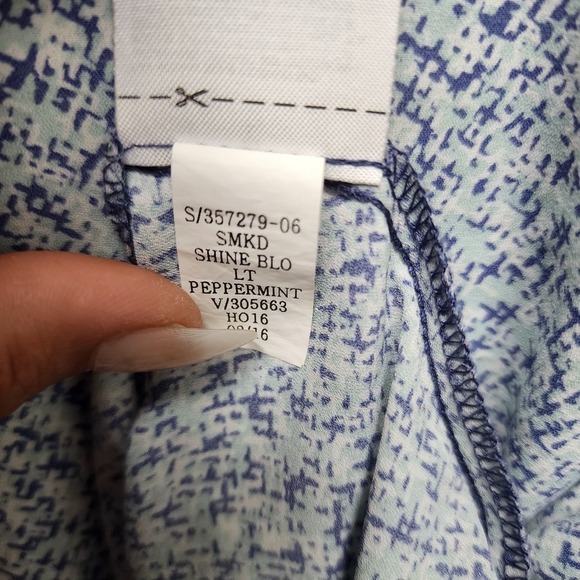 S/357279-06
SMKD
SHINE BLO
LT
PEPPERMINT
V/305663
HO16